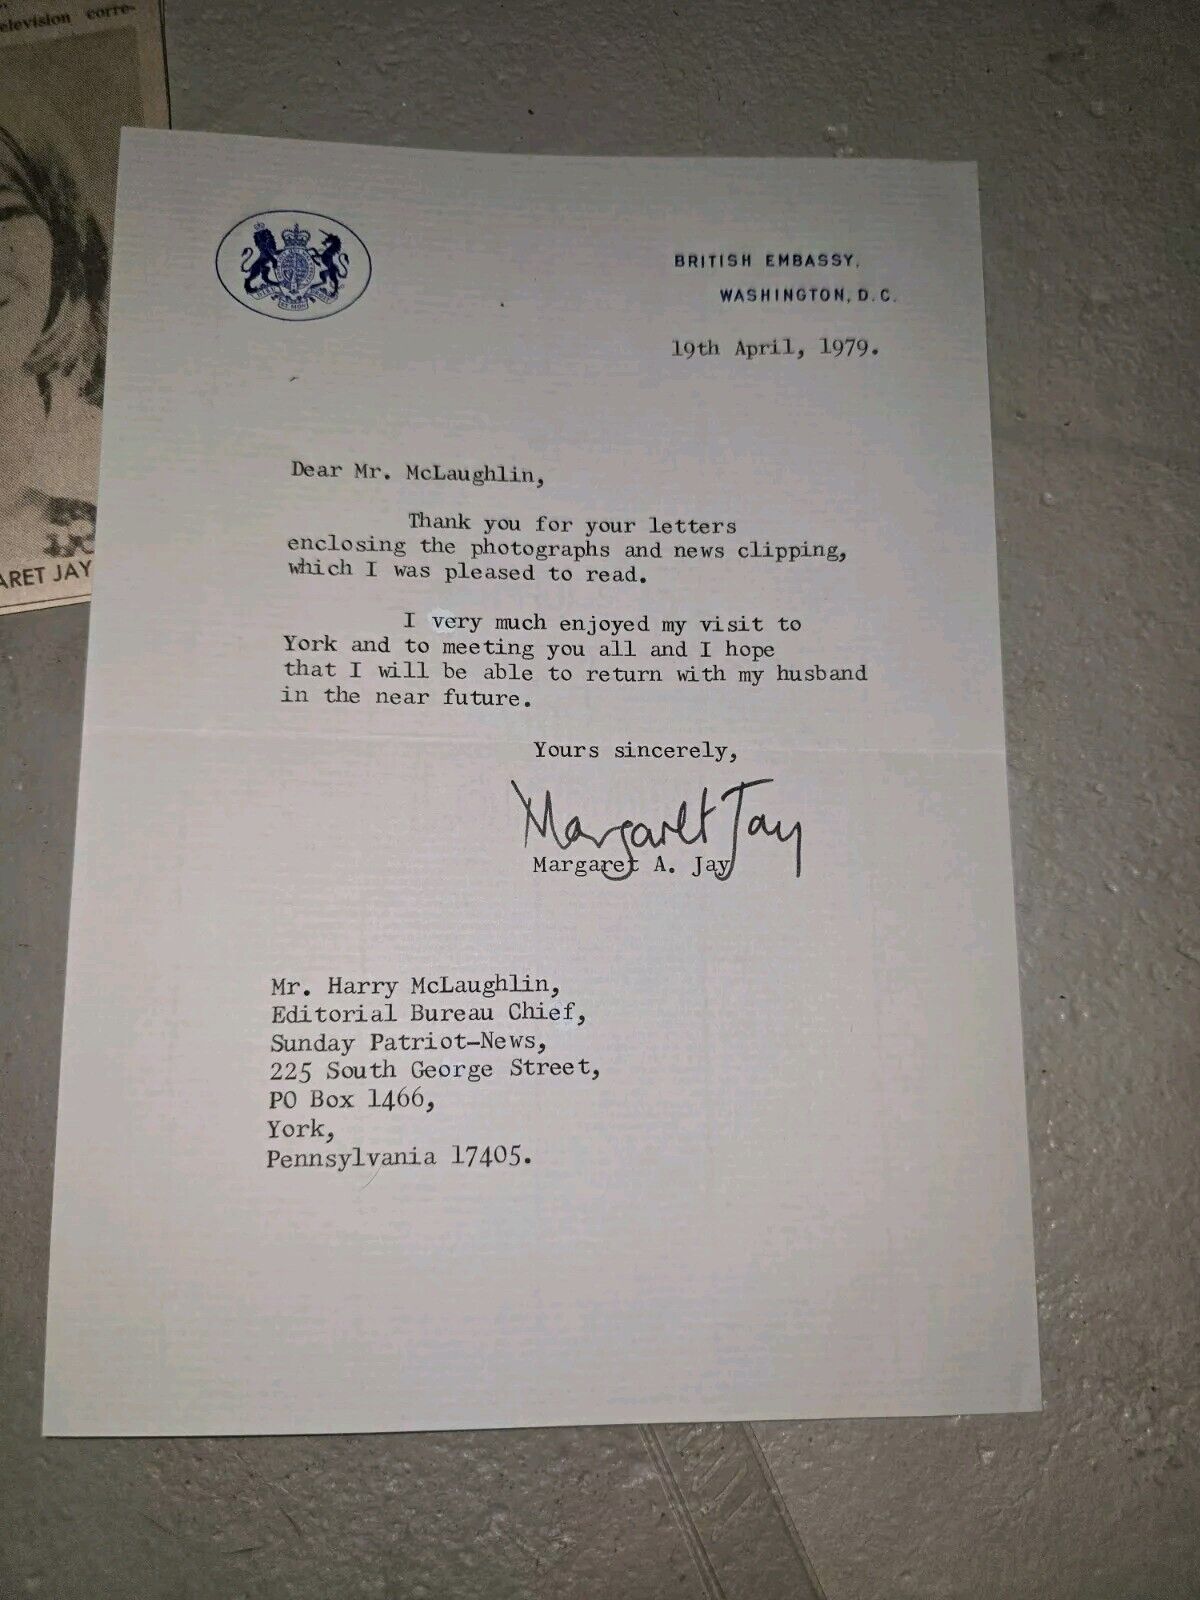 elevision corre-
ARET JAY
BRITISH EMBASSY,
WASHINGTON, D.C.
19th April, 1979.
Dear Mr. McLaughlin,
Thank you for your letters
enclosing the photographs and news clipping,
which I was pleased to read.
I very much enjoyed my visit to
York and to meeting you all and I hope
that I will be able to return with my husband
in the near future.
Yours sincerely,
Margaret Jay
Margaret A. Jay
Mr. Harry McLaughlin,
Editorial Bureau Chief,
Sunday Patriot-News,
225 South George Street,
PO Box 1466,
York,
Pennsylvania 17405.